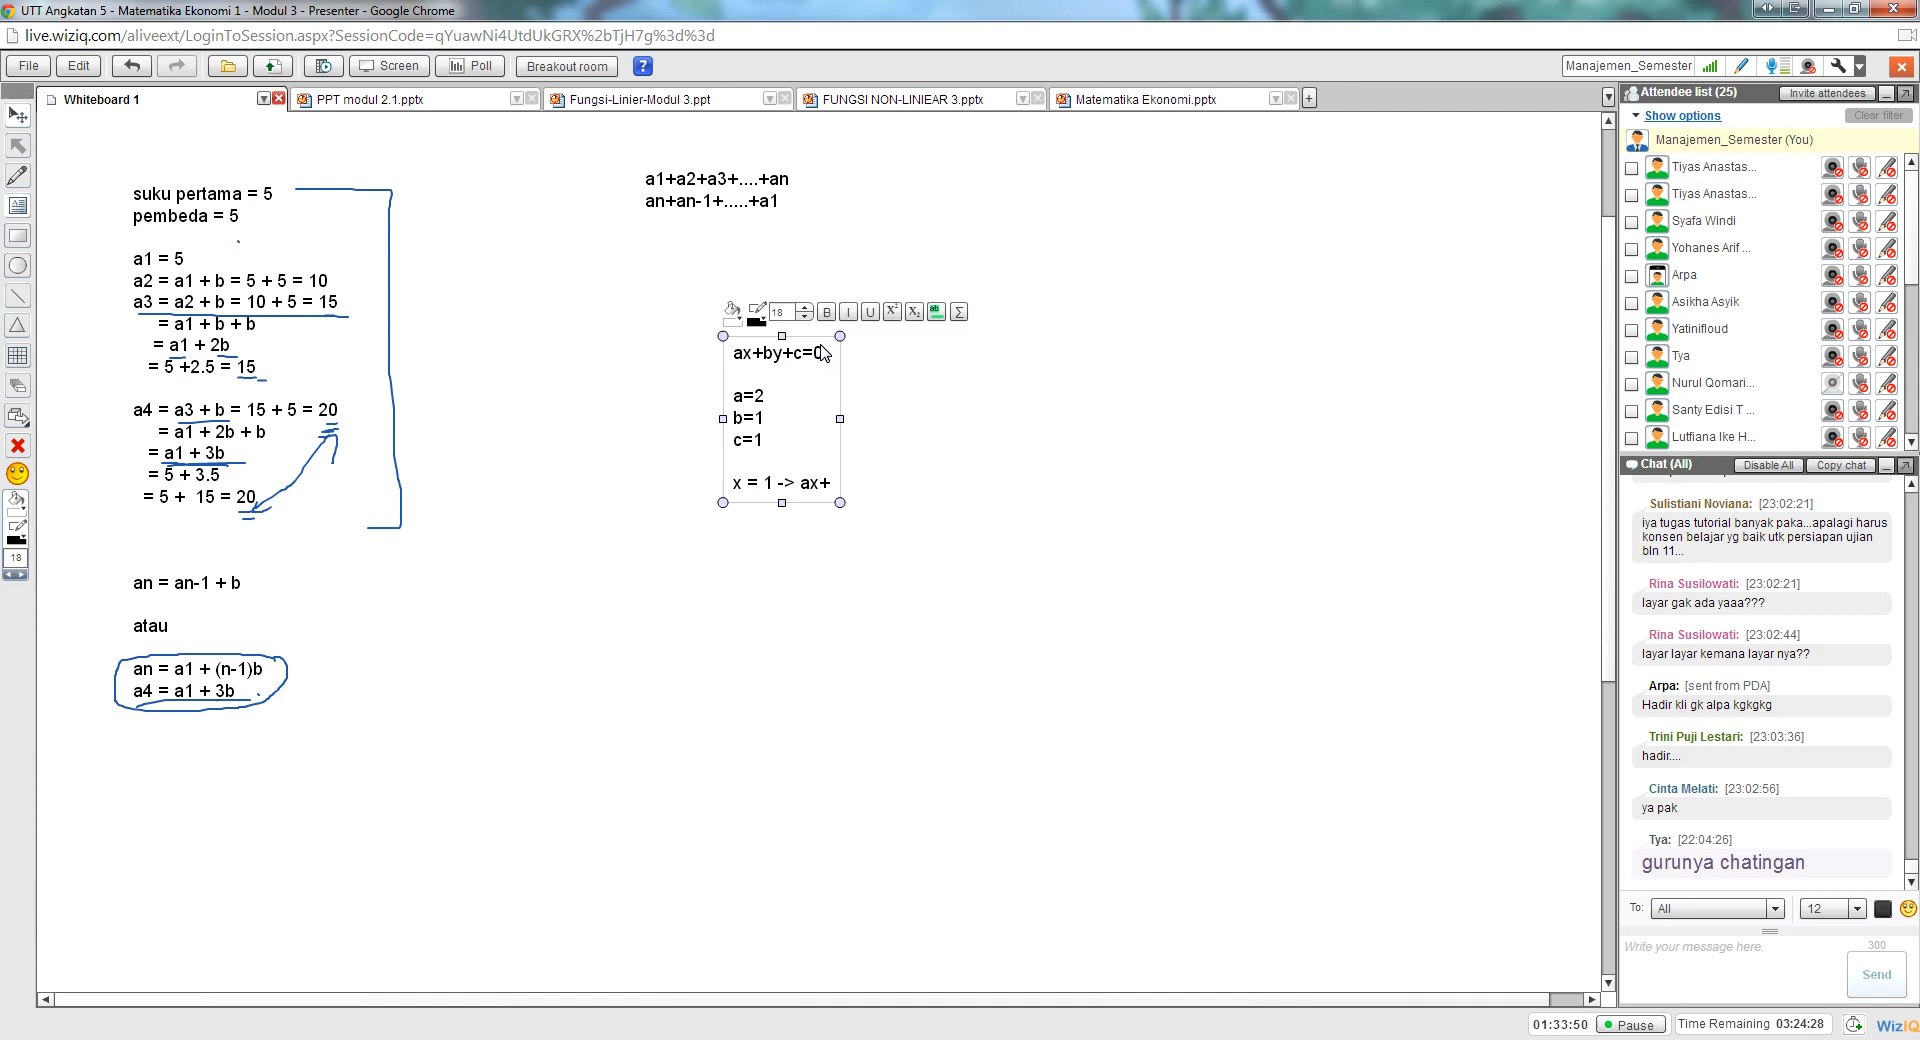 UTT Angkatan 5 - Matematika Ekonomi 1 - Modul 3 - Presenter - Google Chrome
live.wiziq.com/aliveext/LoginToSession.aspx?SessionCode=qYuawNi4UtdUkGRX%2bTjH7g%3d%3d
File Edit Screen Poll Breakout room ?
Manajemen_Semester
Whiteboard 1
PPT modul 2.1.pptx
Fungsi-Linier-Modul 3.ppt
FUNGSI NON-LINIEAR 3.pptx
Matematika Ekonomi.pptx
suku pertama = 5
pembeda = 5
a1 = 5
a2 = a1 + b = 5 + 5 = 10
a3 = a2 + b = 10 + 5 = 15
= a1 + b + b
= a1 + 2b
= 5 +2.5 = 15
a4 = a3 + b = 15 + 5 = 20
= a1 + 2b + b
= a1 + 3b
= 5 + 3.5
= 5 + 15 = 20
an = an-1 + b
atau
an = a1 + (n-1)b
a4 = a1 + 3b
a1+a2+a3+....+an
an+an-1+.....+a1
18 B I U X² X₂ ab Σ
ax+by+c=0
a=2
b=1
c=1
x = 1 -> ax+
18
Attendee list (25)
Invite attendees
Show options
Clear filter
Manajemen_Semester (You)
Tiyas Anastas...
Tiyas Anastas...
Syafa Windi
Yohanes Arif ...
Arpa
Asikha Asyik
Yatinifloud
Tya
Nurul Qomari...
Santy Edisi T ...
Lutfiana Ike H...
Chat (All)
Disable All
Copy chat
Sulistiani Noviana: [23:02:21]
iya tugas tutorial banyak paka...apalagi harus
konsen belajar yg baik utk persiapan ujian
bln 11...
Rina Susilowati: [23:02:21]
layar gak ada yaaa???
Rina Susilowati: [23:02:44]
layar layar kemana layar nya??
Arpa: [sent from PDA]
Hadir kli gk alpa kgkgkg
Trini Puji Lestari: [23:03:36]
hadir....
Cinta Melati: [23:02:56]
ya pak
Tya: [22:04:26]
gurunya chatingan
To: All 12
Write your message here.
300
Send
01:33:50 Pause Time Remaining 03:24:28 WizIQ